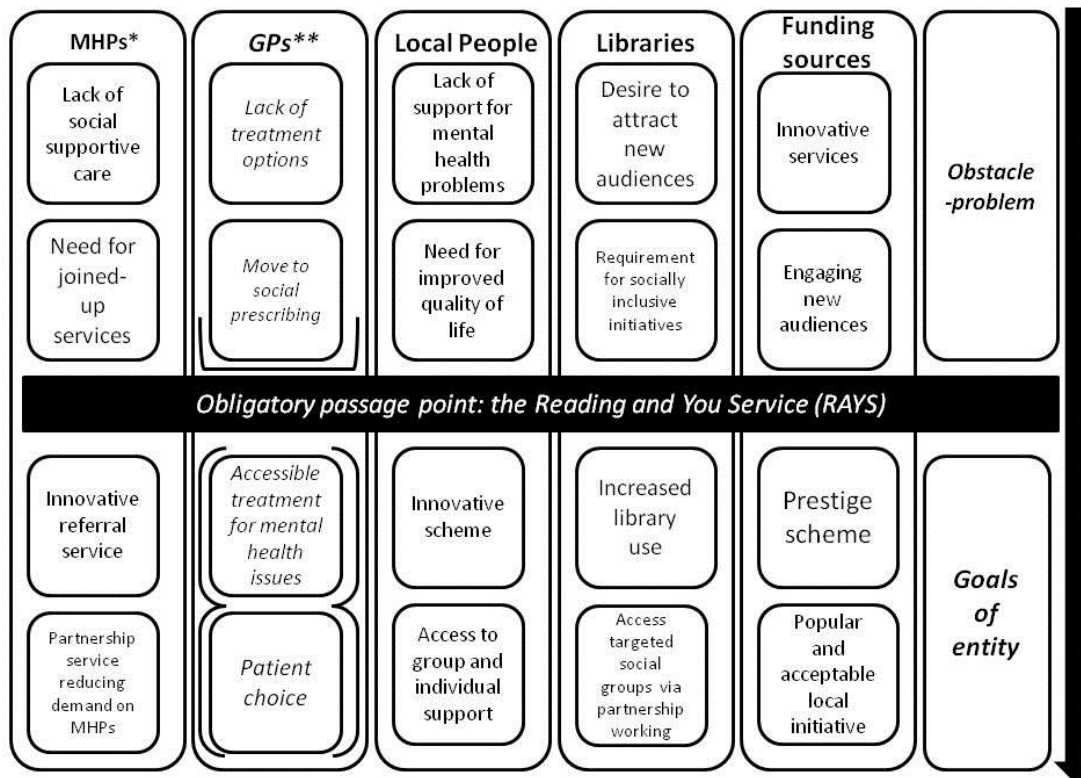 MHPs*
Lack of
social
supportive
care
Need for
joined-
up
services
GPs**
Lack of
treatment
options
Move to
social
prescribing
Local People
Lack of
support for
mental
health
problems
Need for
improved
quality of
life
Libraries
Desire to
attract
new
audiences
Requirement
for socially
inclusive
initiatives
Funding
sources
Innovative
services
Engaging
new
audiences
Obstacle
-problem
Obligatory passage point: the Reading and You Service (RAYS)
Innovative
referral
service
Partnership
service
reducing
demand on
MHPs
Accessible
treatment
for mental
health
issues
Patient
choice
Innovative
scheme
Access to
group and
individual
support
Increased
library
use
Access
targeted
social
groups via
partnership
working
Prestige
scheme
Popular
and
acceptable
local
initiative
Goals
of
entity